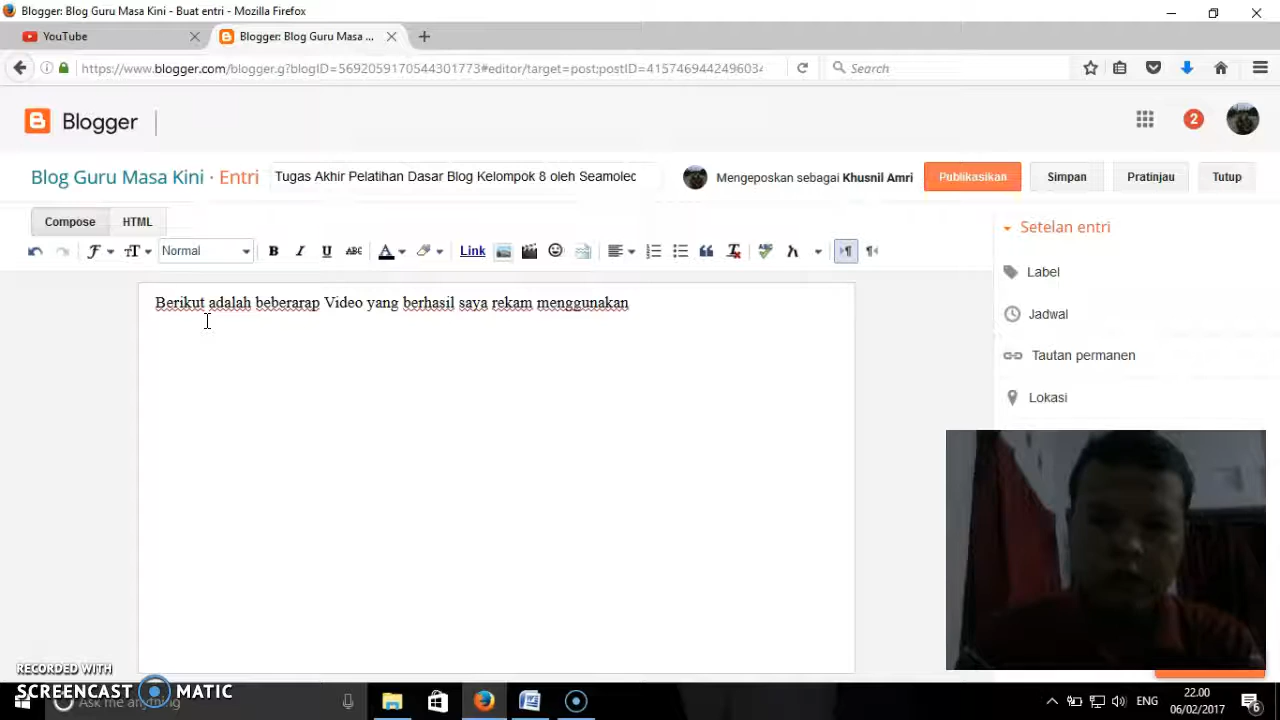 Blogger: Blog Guru Masa Kini - Buat entri - Mozilla Firefox
YouTube
Blogger: Blog Guru Masa ...
https://www.blogger.com/blogger.g?blogID=5692059170544301773#editor/target=post;postID=4157469442496034
Search
Blogger
2
Blog Guru Masa Kini · Entri
Tugas Akhir Pelatihan Dasar Blog Kelompok 8 oleh Seamolec
Mengeposkan sebagai Khusnil Amri
Publikasikan
Simpan
Pratinjau
Tutup
Compose
HTML
Setelan entri
Normal
ABC
Link
Label
Berikut adalah beberarap Video yang berhasil saya rekam menggunakan
Jadwal
Tautan permanen
Lokasi
RECORDED WITH
SCREENCAST MATIC
Ask me anything
ENG
22.00
06/02/2017
6